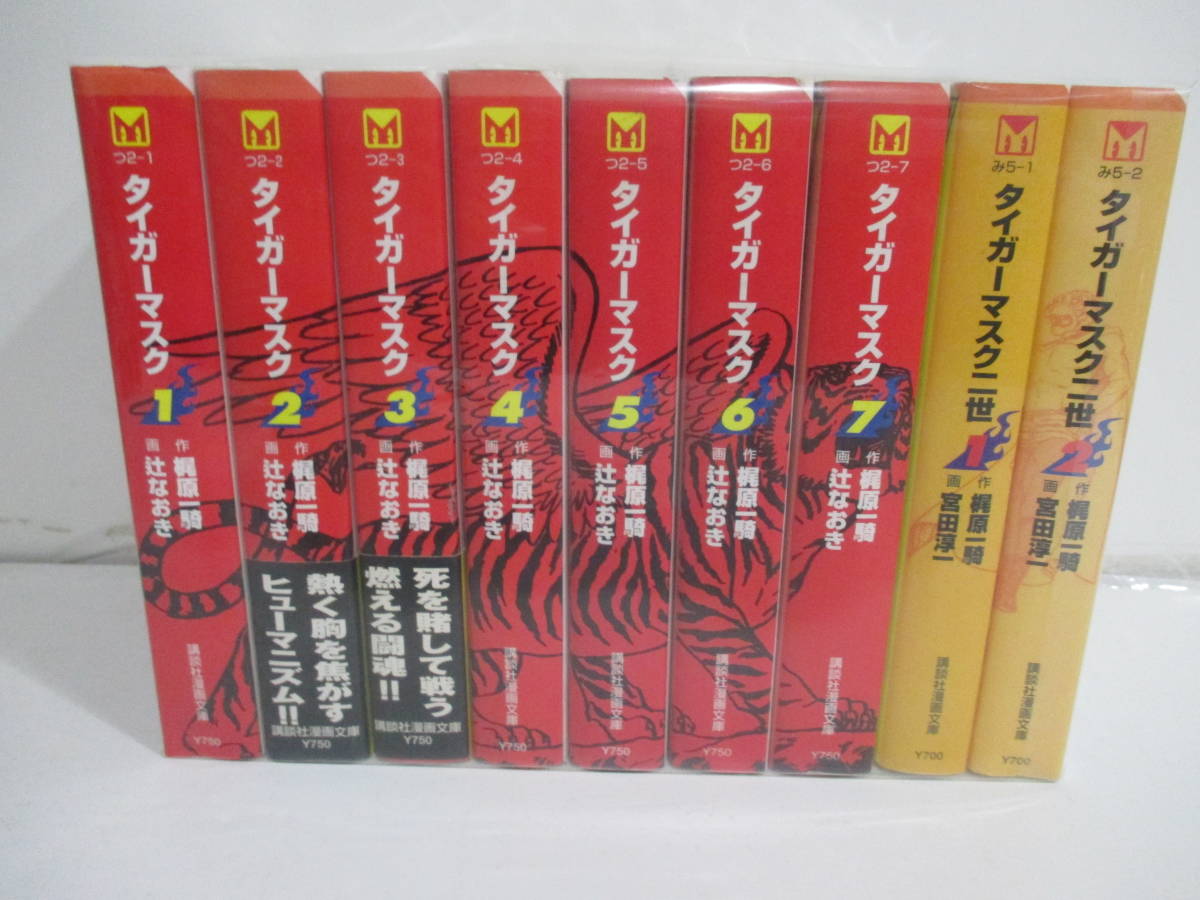 つ2-1
タイガーマスク
1
作 梶原一騎
画 辻なおき
講談社漫画文庫
Y750
つ2-2
タイガーマスク
2
作 梶原一騎
画 辻なおき
熱く胸を焦がす
ヒューマニズム!!
講談社漫画文庫
Y750
つ2-3
タイガーマスク
3
作 梶原一騎
画 辻なおき
死を賭して戦う
燃える闘魂!!
講談社漫画文庫
Y750
つ2-4
タイガーマスク
4
作 梶原一騎
画 辻なおき
講談社漫画文庫
Y750
つ2-5
タイガーマスク
5
作 梶原一騎
画 辻なおき
講談社漫画文庫
Y750
つ2-6
タイガーマスク
6
作 梶原一騎
画 辻なおき
講談社漫画文庫
Y750
つ2-7
タイガーマスク
7
作 梶原一騎
画 辻なおき
講談社漫画文庫
Y750
み5-1
タイガーマスク二世
1
作 梶原一騎
画 宮田淳一
講談社漫画文庫
Y700
み5-2
タイガーマスク二世
2
作 梶原一騎
画 宮田淳一
講談社漫画文庫
Y700